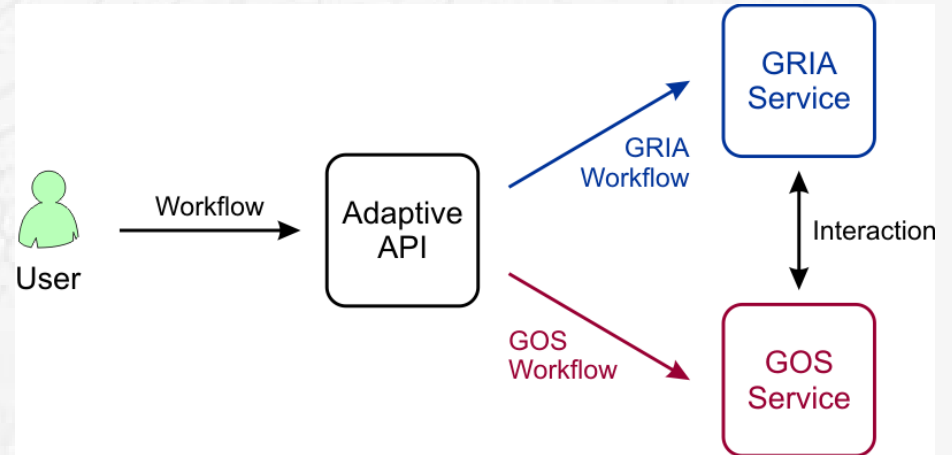 GRIA
Service
GRIA
Workflow
Workflow
Adaptive
API
Interaction
User
GOS
Workflow
GOS
Service